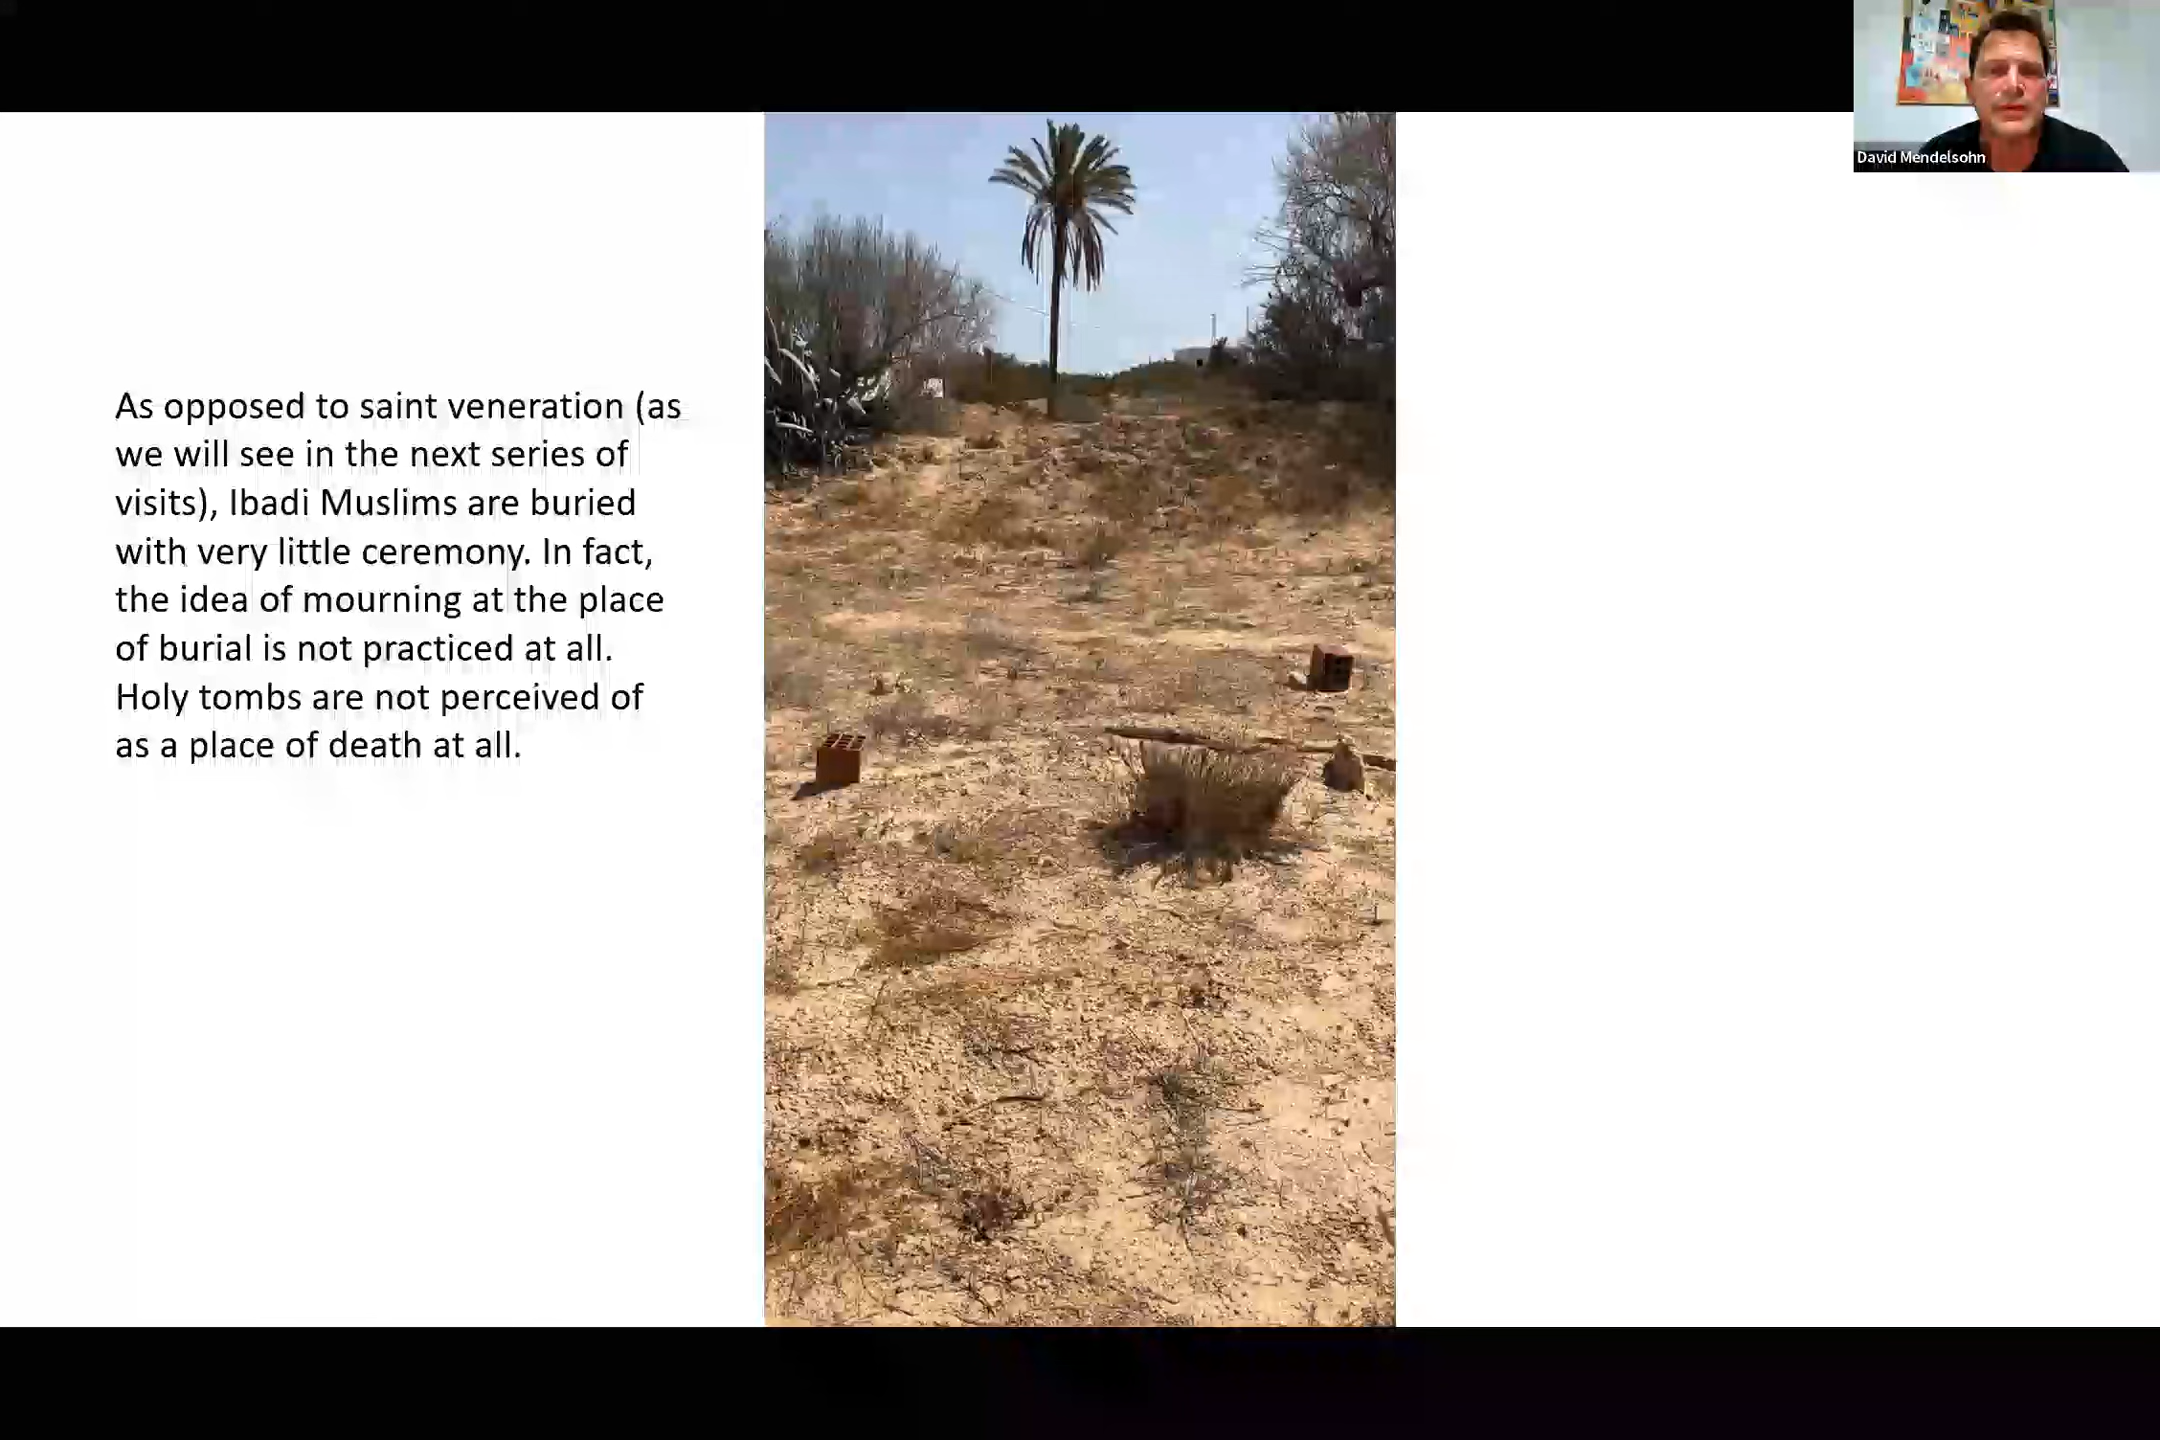 David Mendelsohn
As opposed to saint veneration (as
we will see in the next series of
visits), Ibadi Muslims are buried
with very little ceremony. In fact,
the idea of mourning at the place
of burial is not practiced at all.
Holy tombs are not perceived of
as a place of death at all.